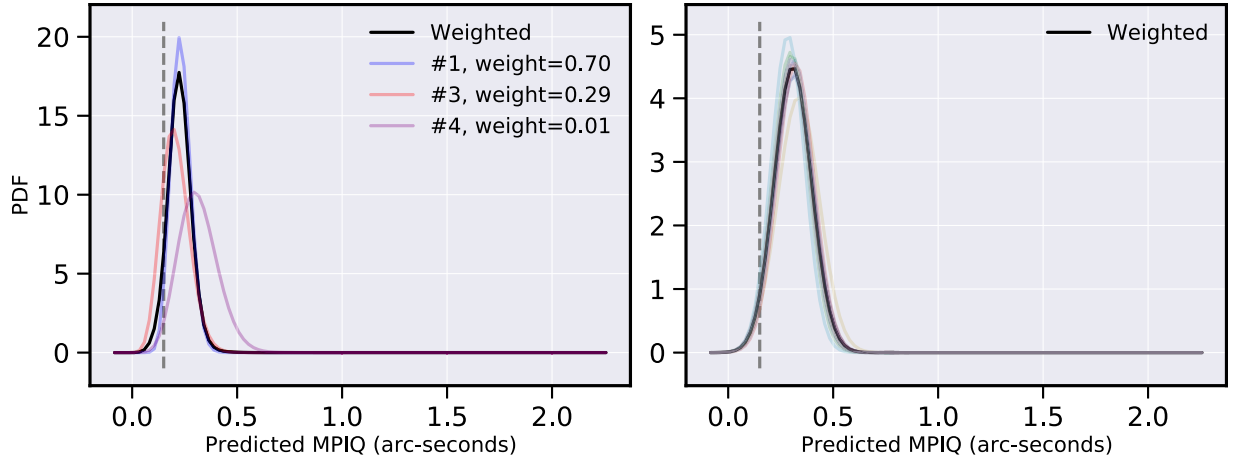 Weighted
#1, weight=0.70
#3, weight=0.29
#4, weight=0.01
PDF
20
15
10
5
0
0.0 0.5 1.0 1.5 2.0
Predicted MPIQ (arc-seconds)
Weighted
5
4
3
2
1
0
0.0 0.5 1.0 1.5 2.0
Predicted MPIQ (arc-seconds)